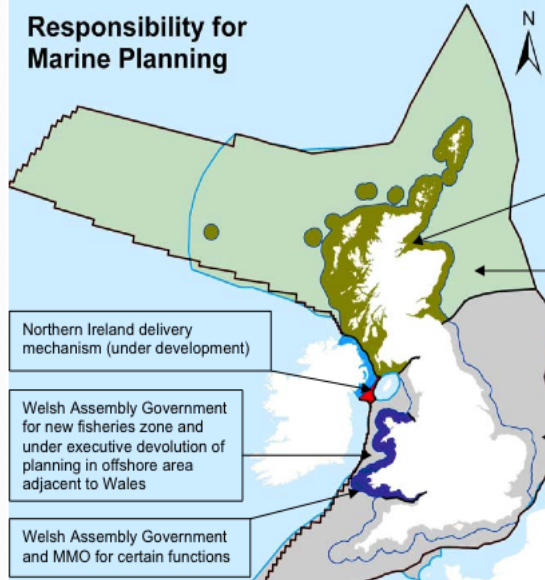 Responsibility for
Marine Planning
N
Northern Ireland delivery
mechanism (under development)
Welsh Assembly Government
for new fisheries zone and
under executive devolution of
planning in offshore area
adjacent to Wales
Welsh Assembly Government
and MMO for certain functions